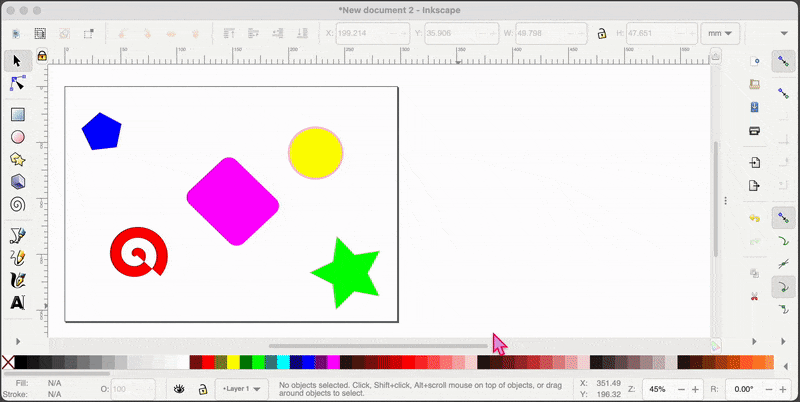 *New document 2 - Inkscape
X: 199.214 Y: 35.906 W: 49.798 H: 47.651 mm
Fill: N/A
Stroke: N/A
O: 100
•Layer 1
No objects selected. Click, Shift+click, Alt+scroll mouse on top of objects, or drag
around objects to select.
X: 351.49
Y: 196.32
Z: 45%
R: 0.00°